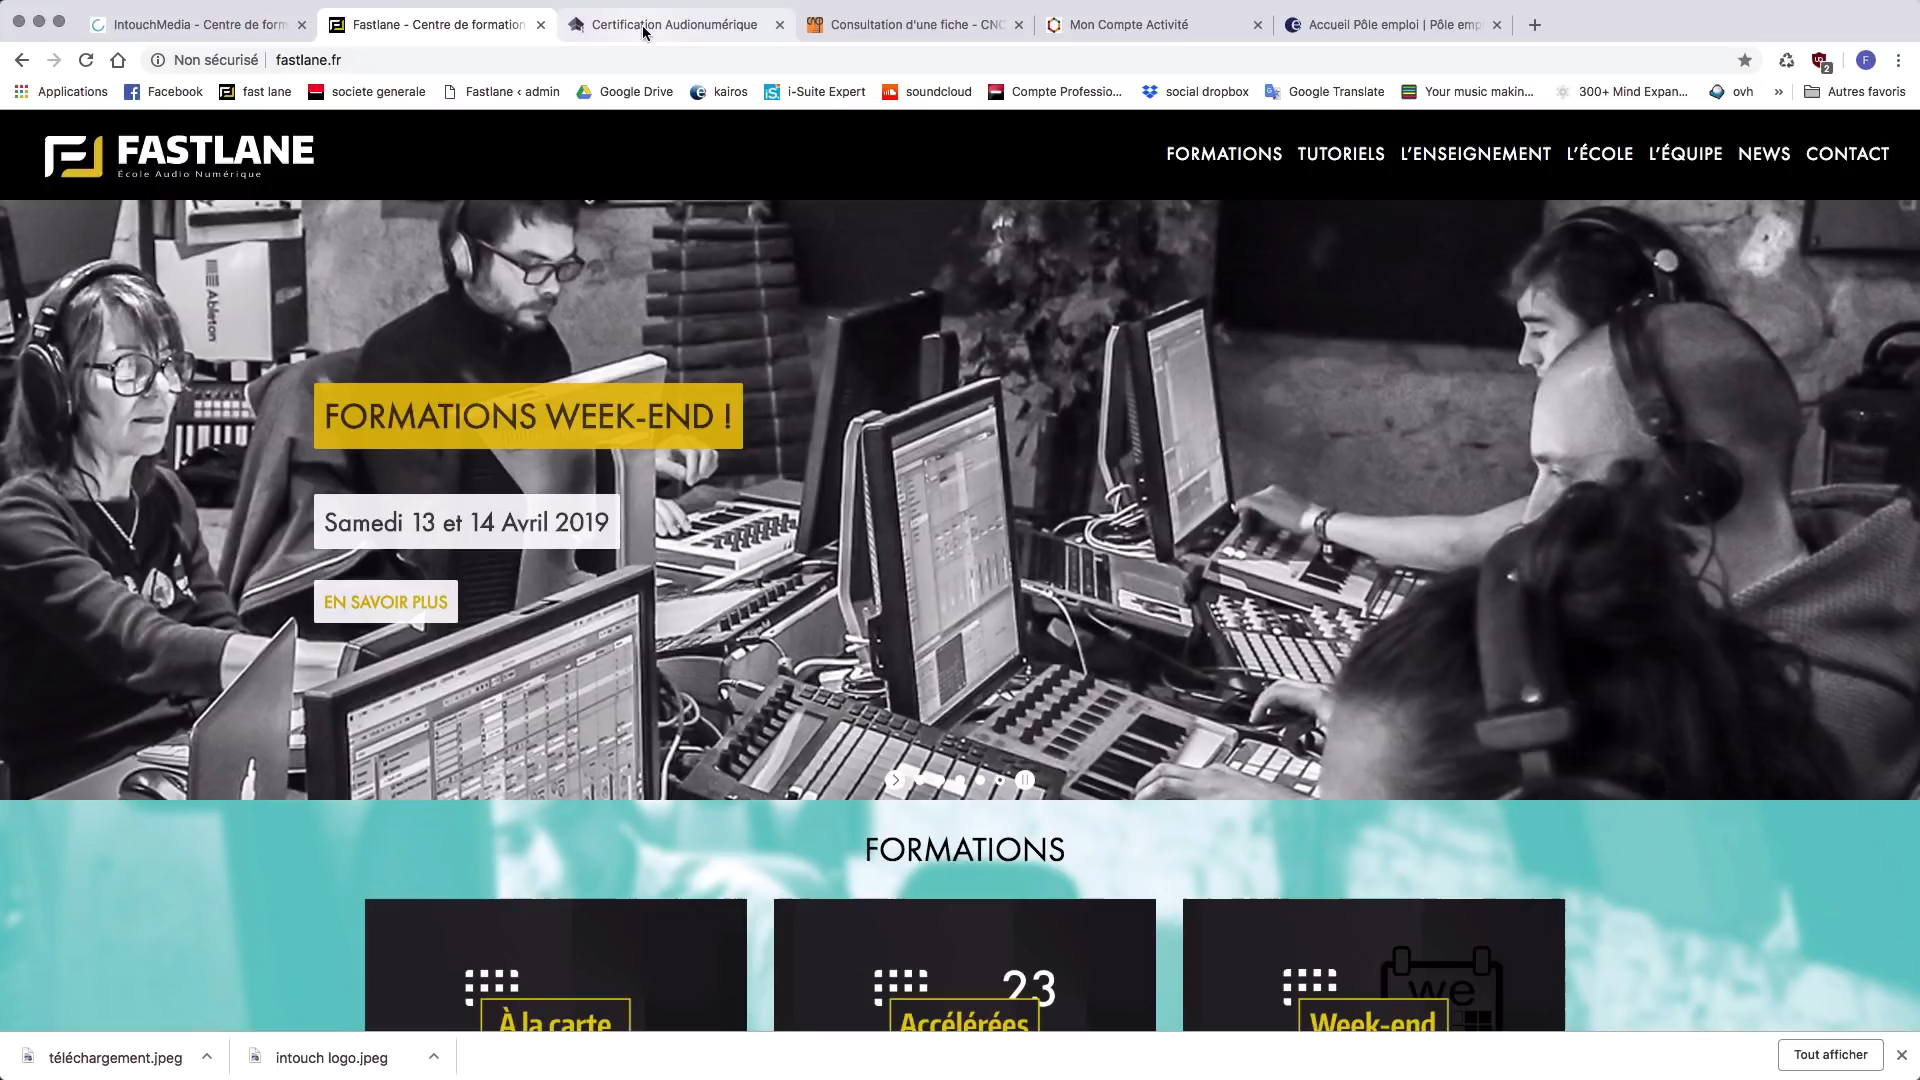 IntouchMedia - Centre de form
Fastlane - Centre de formation
Certification Audionumérique
Consultation d'une fiche - CNC
Mon Compte Activité
Accueil Pôle emploi | Pôle emp
Non sécurisé
fastlane.fr
2
F
Applications
Facebook
fast lane
societe generale
Fastlane ‹ admin
Google Drive
kairos
i-Suite Expert
soundcloud
Compte Professio...
social dropbox
Google Translate
Your music makin...
300+ Mind Expan...
ovh
»
Autres favoris
FASTLANE
École Audio Numérique
FORMATIONS
TUTORIELS
L'ENSEIGNEMENT
L'ÉCOLE
L'ÉQUIPE
NEWS
CONTACT
Ableton
FORMATIONS WEEK-END !
Samedi 13 et 14 Avril 2019
EN SAVOIR PLUS
FORMATIONS
À la carte
23
Accélérées
we
Week-end
téléchargement.jpeg
intouch logo.jpeg
Tout afficher